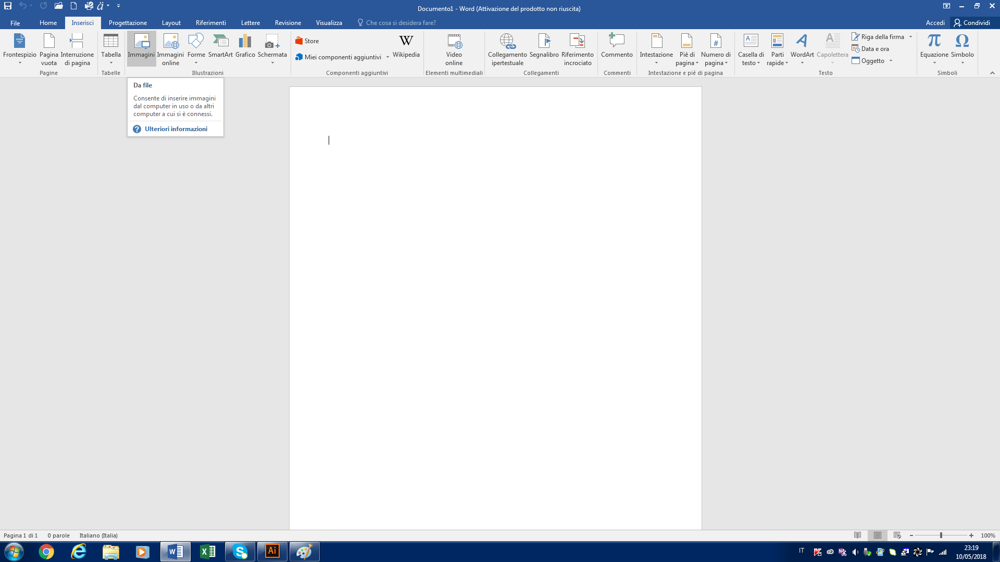 Documento1 - Word (Attivazione del prodotto non riuscita)
File Home Inserisci Progettazione Layout Riferimenti Lettere Revisione Visualizza Che cosa si desidera fare? Accedi Condividi
Frontespizio
Pagina vuota
Interruzione di pagina
Pagine
Tabella
Tabelle
Immagini
Immagini online
Forme
SmartArt
Grafico
Schermata
Illustrazioni
Store
Miei componenti aggiuntivi
W
Wikipedia
Componenti aggiuntivi
Video online
Elementi multimediali
Collegamento ipertestuale
Segnalibro
Riferimento incrociato
Collegamenti
Commento
Commenti
Intestazione
Piè di pagina
Numero di pagina
Intestazione e piè di pagina
Casella di testo
Parti rapide
WordArt
Capolettera
Riga della firma
Data e ora
Oggetto
Testo
π
Equazione
Ω
Simbolo
Simboli
Da file
Consente di inserire immagini
dal computer in uso o da altri
computer a cui si è connessi.
Ulteriori informazioni
Pagina 1 di 1 0 parole Italiano (Italia) 100%
Ai
IT
23:19
10/05/2018